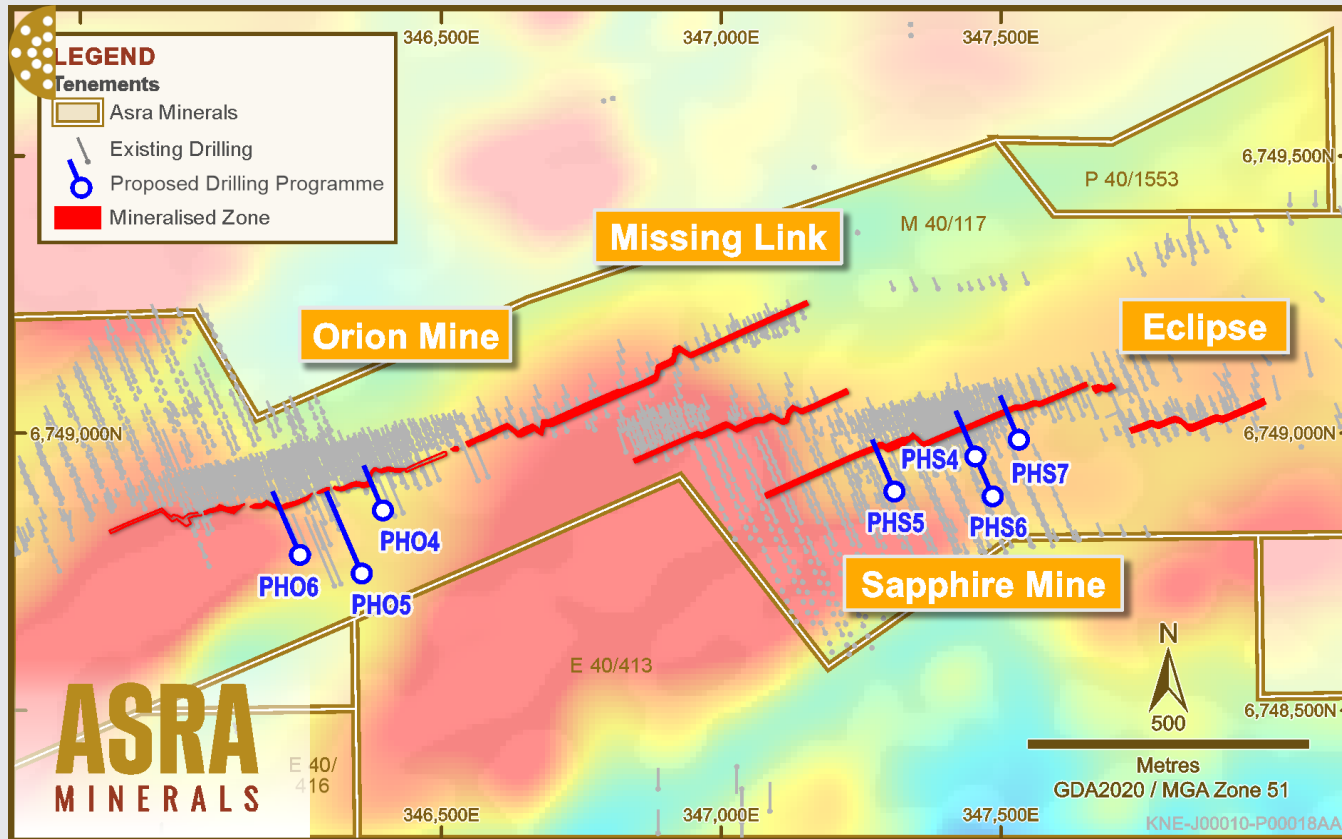 346,500E
347,000E
347,500E
LEGEND
Tenements
Asra Minerals
Existing Drilling
Proposed Drilling Programme
Mineralised Zone
6,749,500N
P 40/1553
M 40/117
Missing Link
Orion Mine
Eclipse
6,749,000N
6,749,000N
PHS4
PHS7
PHS5
PHS6
PHO4
PHO6
PHO5
Sapphire Mine
E 40/413
N
500
6,748,500N
Metres
GDA2020 / MGA Zone 51
ASRA
MINERALS
E 40/
416
346,500E
347,000E
347,500E
KNE-J00010-P00018AA